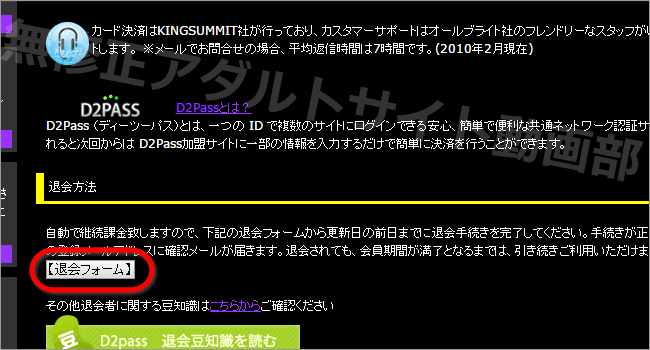 カード決済はKINGSUMMIT社が行っており、カスタマーサポートはオールブライト社のフレンドリーなスタッフが
トします。 ※メールでお問合せの場合、平均返信時間は7時間です。(2010年2月現在)
無修正アダルトサイト動画部
D2PASS D2Passとは？
D2Pass （ディーツーパス）とは、一つの ID で複数のサイトにログインできる安心、簡単で便利な共通ネットワーク認証サ
れると次回からは D2Pass加盟サイトに一部の情報を入力するだけで簡単に決済を行うことができます。
退会方法
自動で継続課金致しますので、下記の退会フォームから更新日の前日までに退会手続きを完了してください。手続きが正
の登録メールアドレスに確認メールが届きます。退会されても、会員期間が満了となるまでは、引き続きご利用いただけま
【退会フォーム】
その他退会者に関する豆知識はこちらからご確認ください
豆 D2pass 退会豆知識を読む